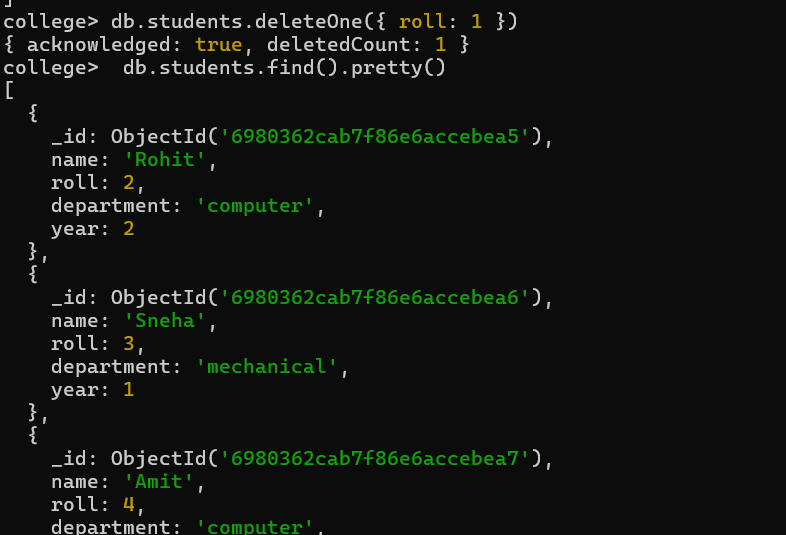 ]
college> db.students.deleteOne({ roll: 1 })
{ acknowledged: true, deletedCount: 1 }
college>  db.students.find().pretty()
[
  {
    _id: ObjectId('6980362cab7f86e6accebea5'),
    name: 'Rohit',
    roll: 2,
    department: 'computer',
    year: 2
  },
  {
    _id: ObjectId('6980362cab7f86e6accebea6'),
    name: 'Sneha',
    roll: 3,
    department: 'mechanical',
    year: 1
  },
  {
    _id: ObjectId('6980362cab7f86e6accebea7'),
    name: 'Amit',
    roll: 4,
    department: 'computer',